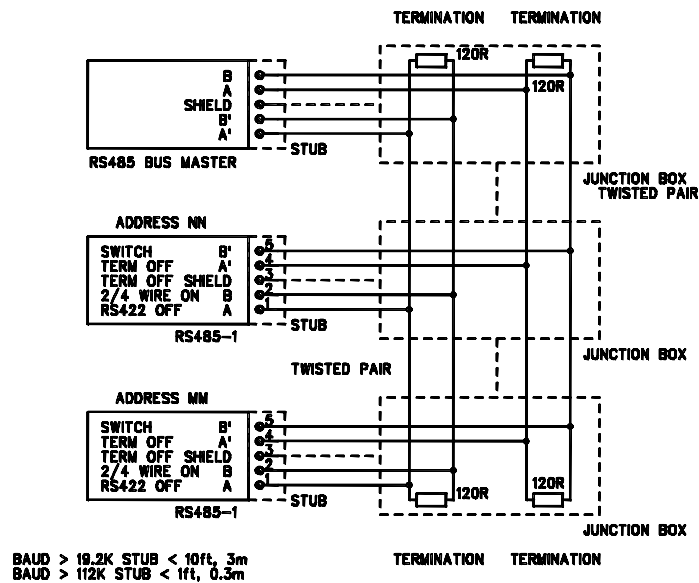 TERMINATION TERMINATION
120R
120R
B
A
SHIELD
B'
A'
STUB
RS485 BUS MASTER
JUNCTION BOX
TWISTED PAIR
ADDRESS NN
SWITCH B' 5
TERM OFF A' 4
TERM OFF SHIELD 3
2/4 WIRE ON B 2
RS422 OFF A 1
STUB
RS485-1
JUNCTION BOX
TWISTED PAIR
ADDRESS MM
SWITCH B' 5
TERM OFF A' 4
TERM OFF SHIELD 3
2/4 WIRE ON B 2
RS422 OFF A 1
120R 120R
STUB
RS485-1
JUNCTION BOX
BAUD > 19.2K STUB < 10ft, 3m
BAUD > 112K STUB < 1ft, 0.3m
TERMINATION TERMINATION